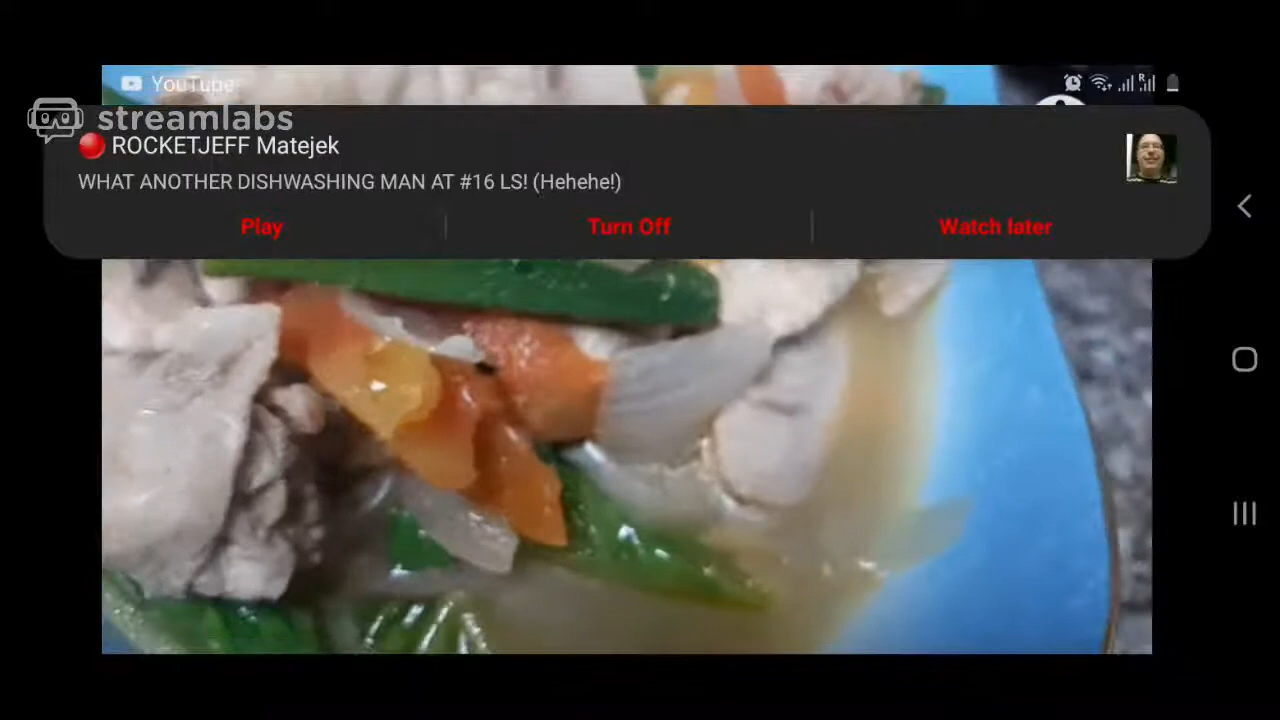 YouTube
streamlabs
🔴 ROCKETJEFF Matejek
WHAT ANOTHER DISHWASHING MAN AT #16 LS! (Hehehe!)
Play
Turn Off
Watch later